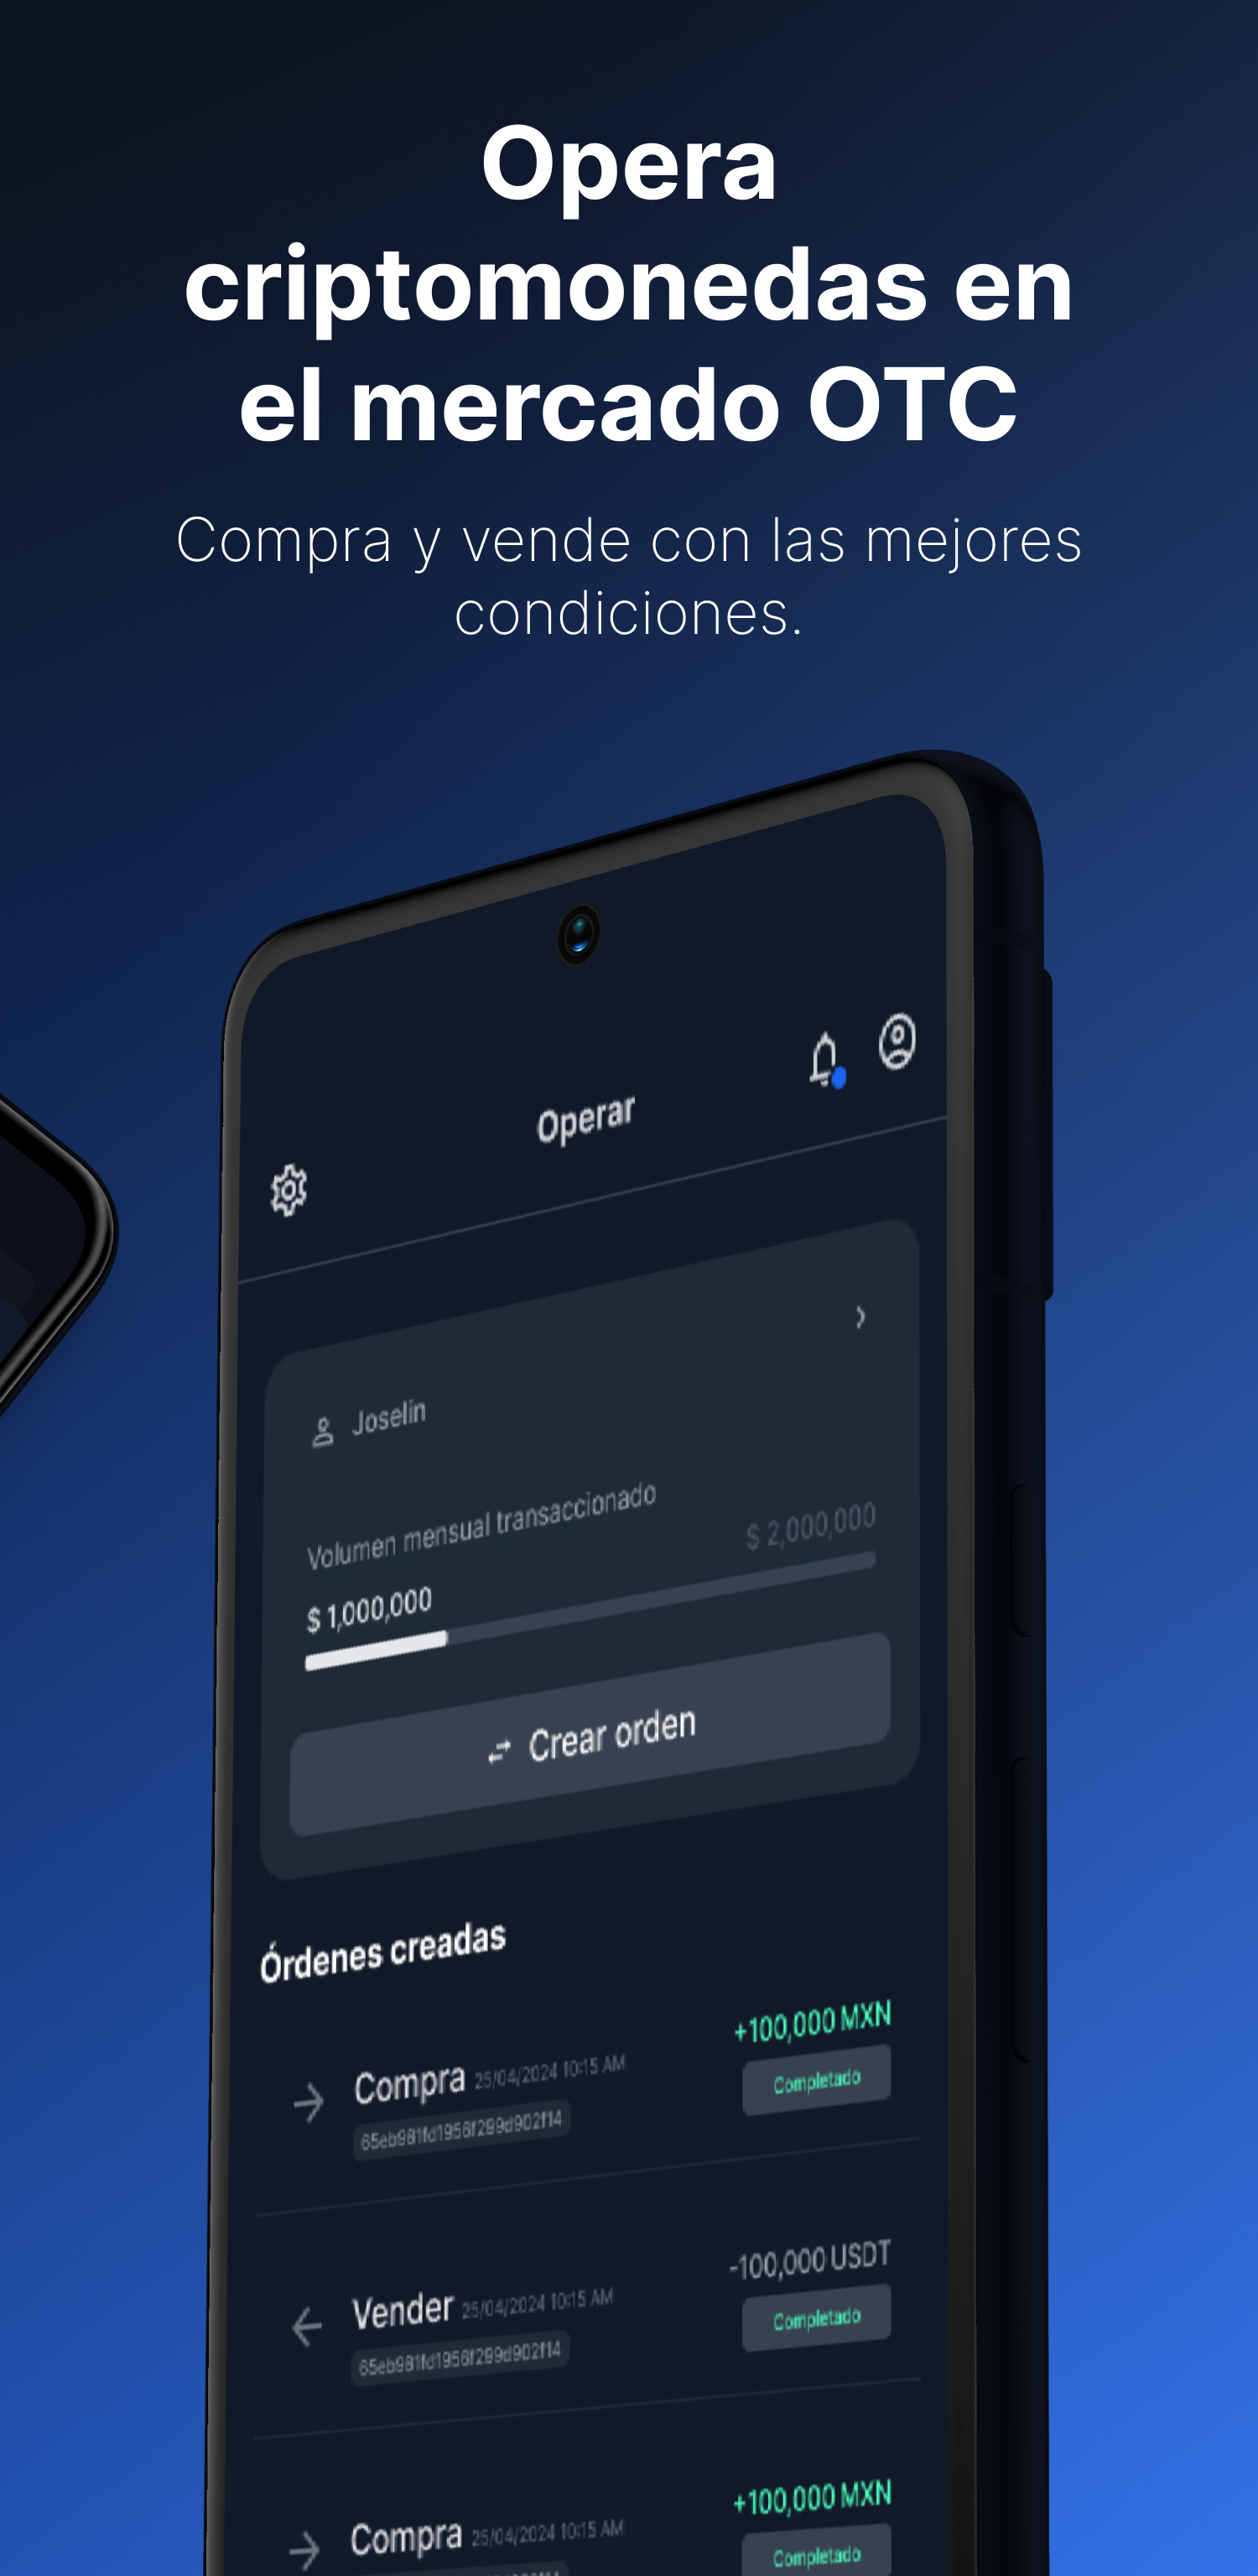 Opera
criptomonedas en
el mercado OTC
Compra y vende con las mejores
condiciones.
Operar
Joselin
Volumen mensual transaccionado
$ 1,000,000
$ 2,000,000
Crear orden
Órdenes creadas
Compra 25/04/2024 10:15 AM
+100,000 MXN
65eb981fd1956f299d902f14
Completado
Vender 25/04/2024 10:15 AM
-100,000 USDT
65eb981fd1956f299d902f14
Completado
Compra 25/04/2024 10:15 AM
+100,000 MXN
Completado